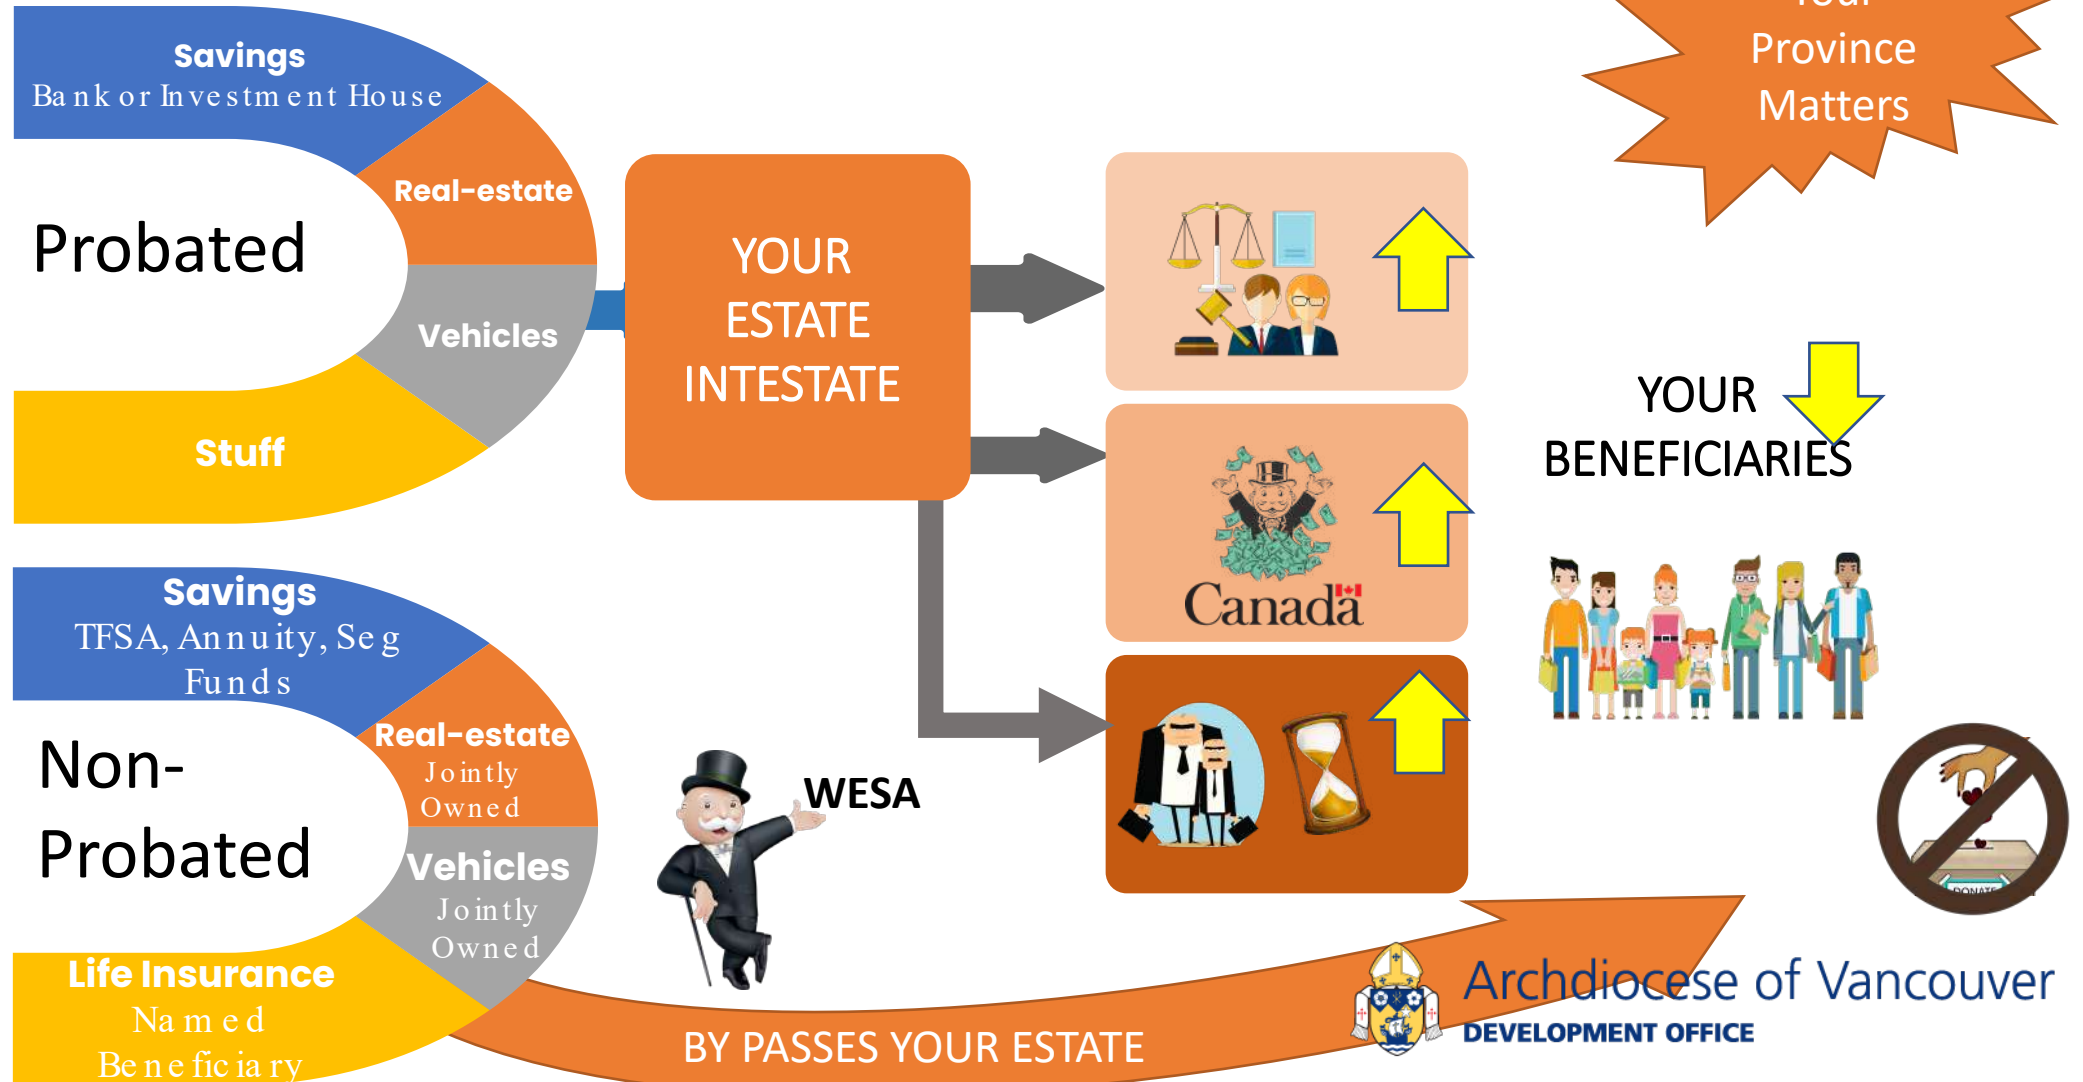 Savings
Bank or Investment House
Real-estate
Probated
Vehicles
Stuff
YOUR
ESTATE
INTESTATE
Canada
Your
Province
Matters
YOUR
BENEFICIARIES
Savings
TFSA, Annuity, Seg
Funds
Real-estate
Jointly
Owned
Non-
Probated
Vehicles
Jointly
Owned
Life Insurance
Named
Beneficiary
WESA
DONATE
BY PASSES YOUR ESTATE
Archdiocese of Vancouver
DEVELOPMENT OFFICE